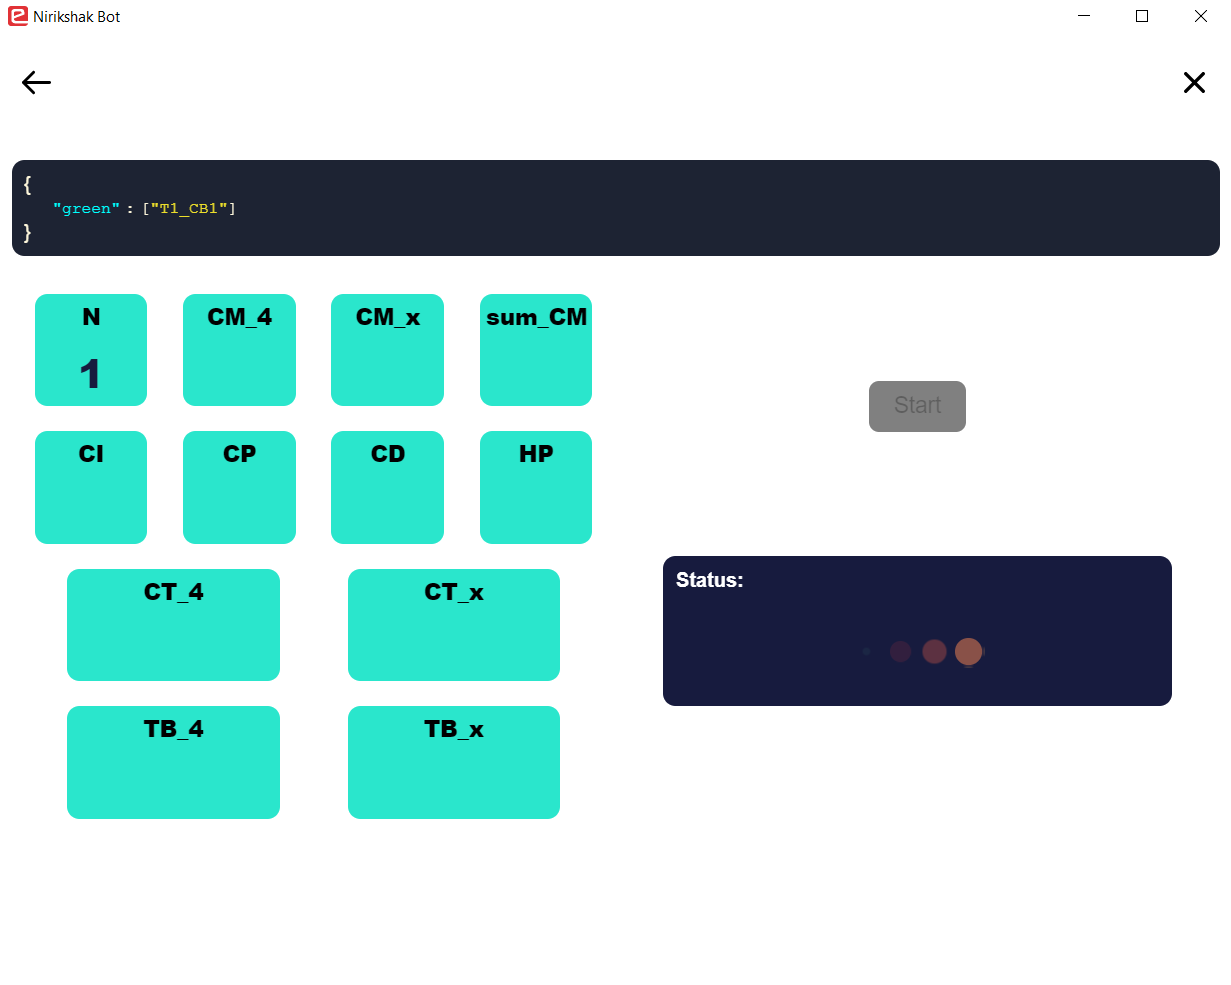 Nirikshak Bot
{
"green" : ["T1_CB1"]
}
N
1
CM_4
CM_x
sum_CM
Start
CI
CP
CD
HP
Status:
CT_4
CT_x
TB_4
TB_x